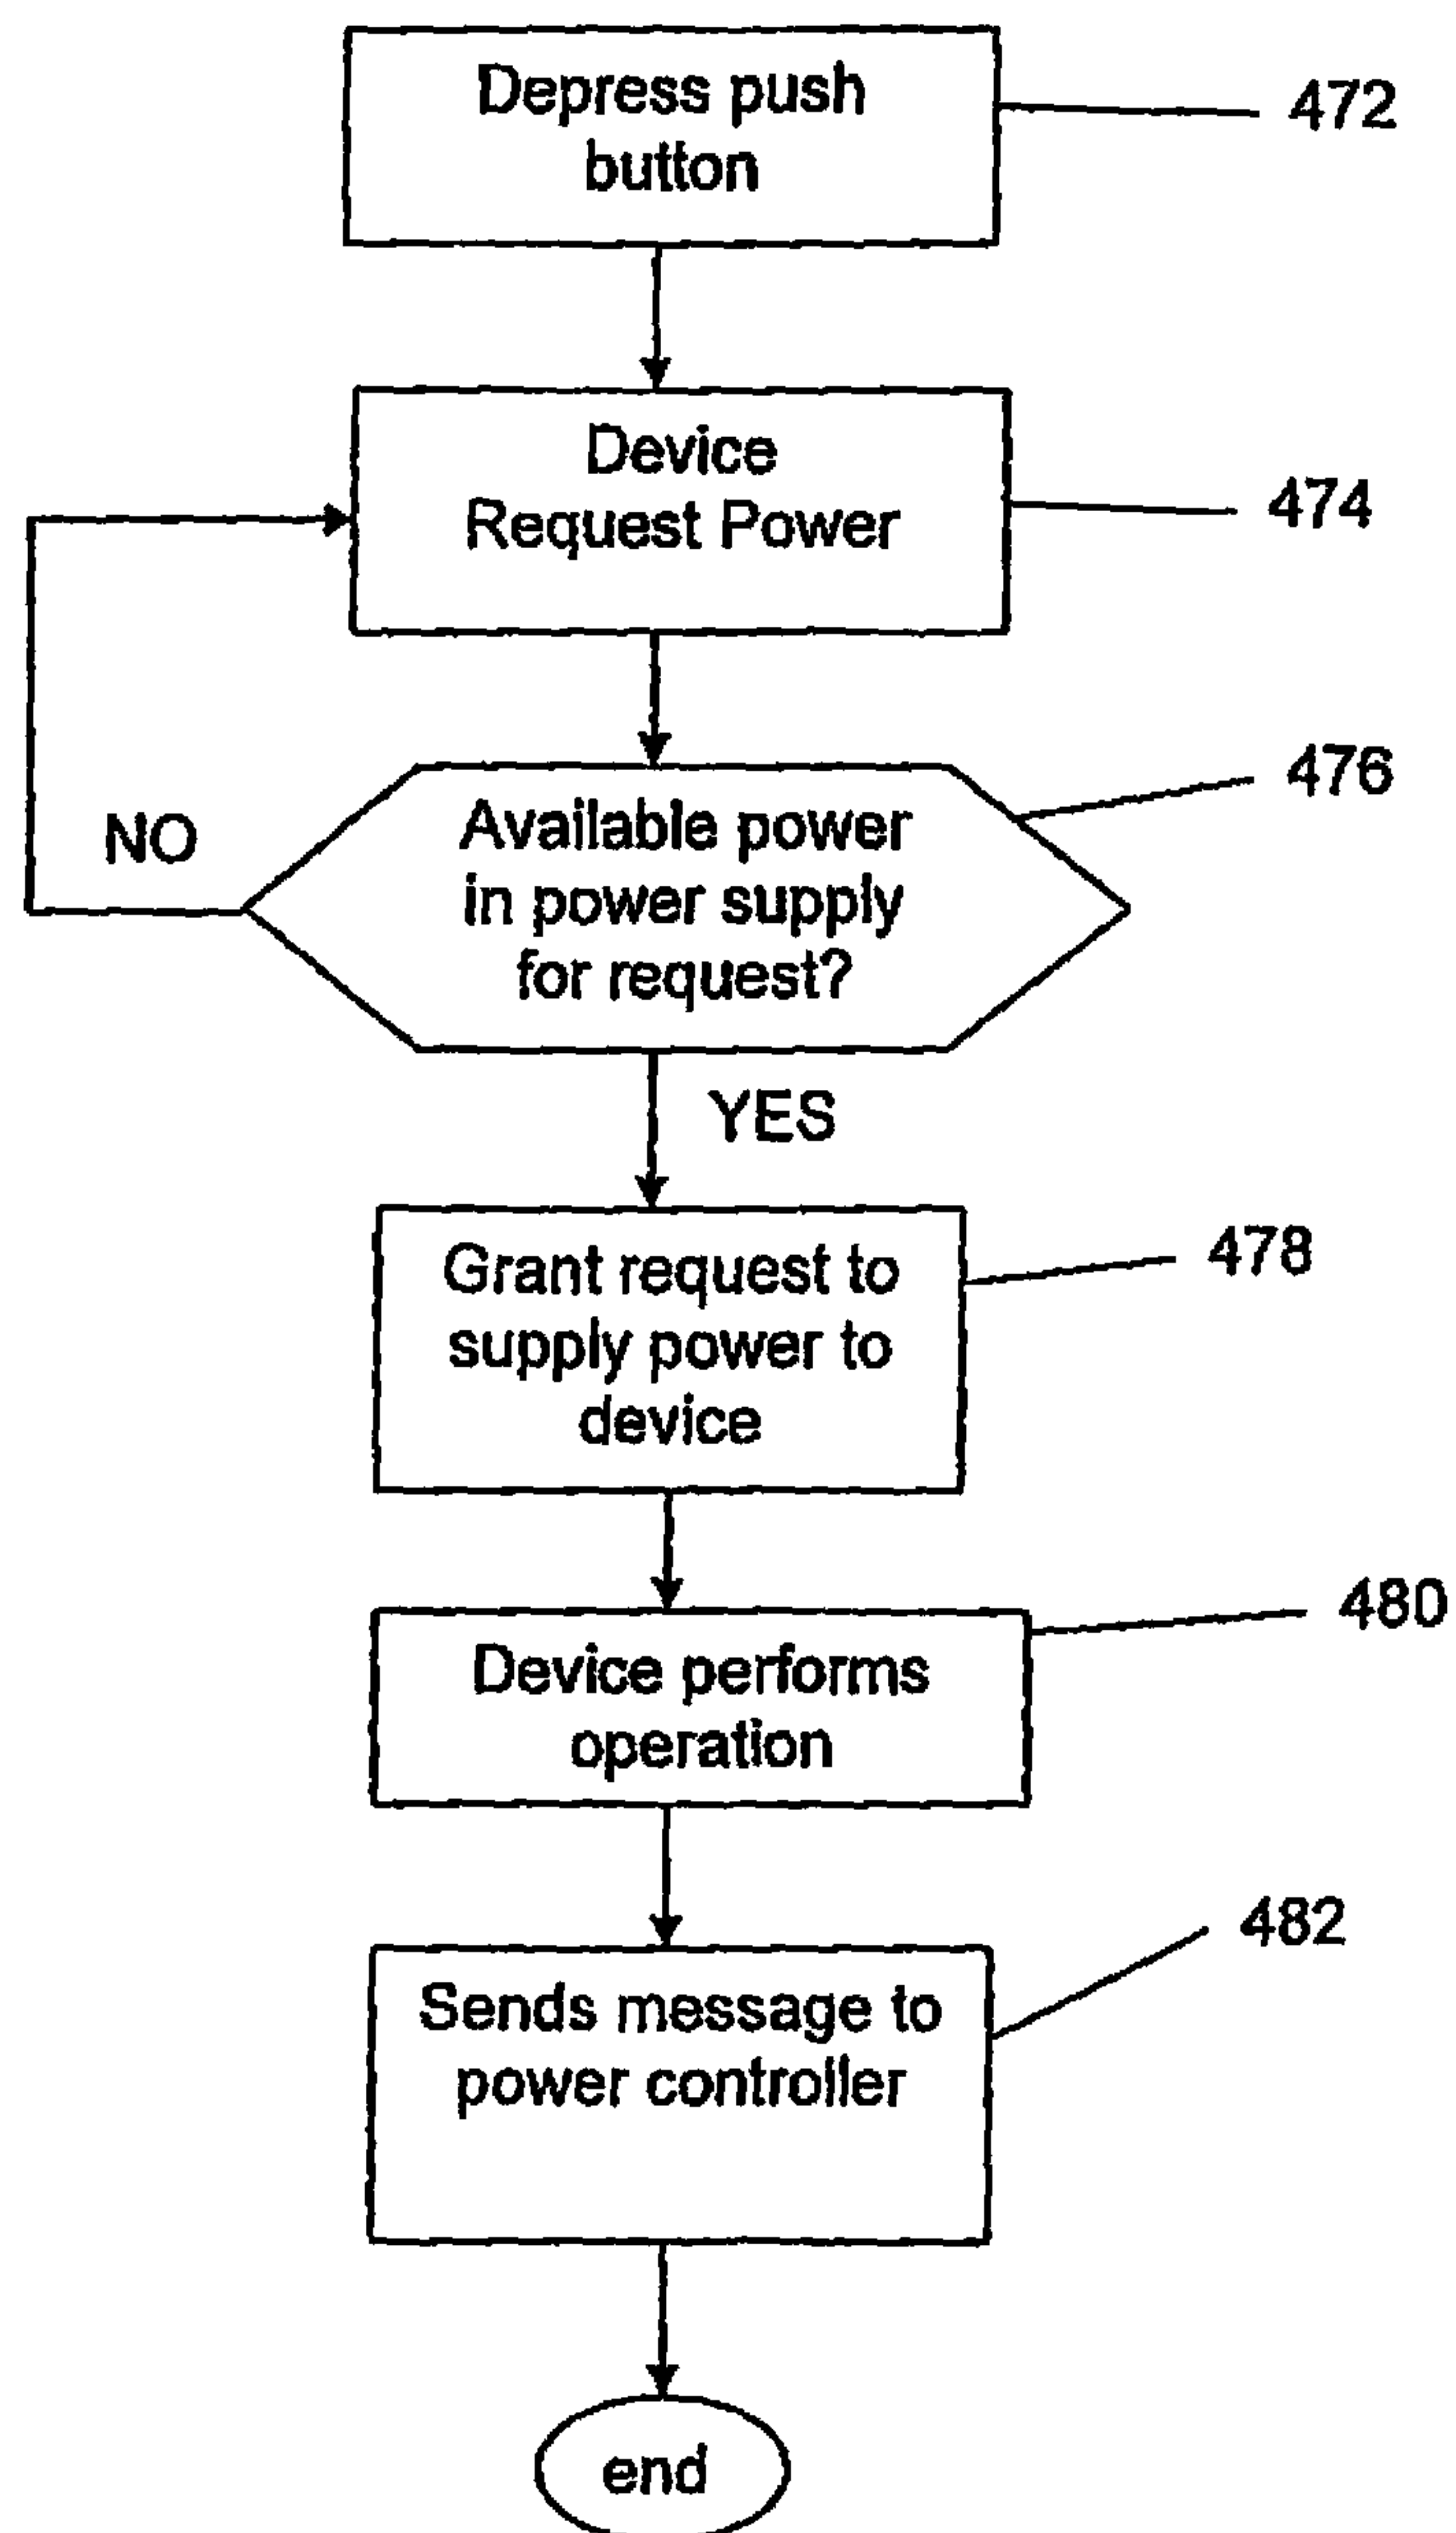 Depress push
button
472
Device
Request Power
474
476
NO
Available power
in power supply
for request?
YES
Grant request to
supply power to
device
478
480
Device performs
operation
482
Sends message to
power controller
end